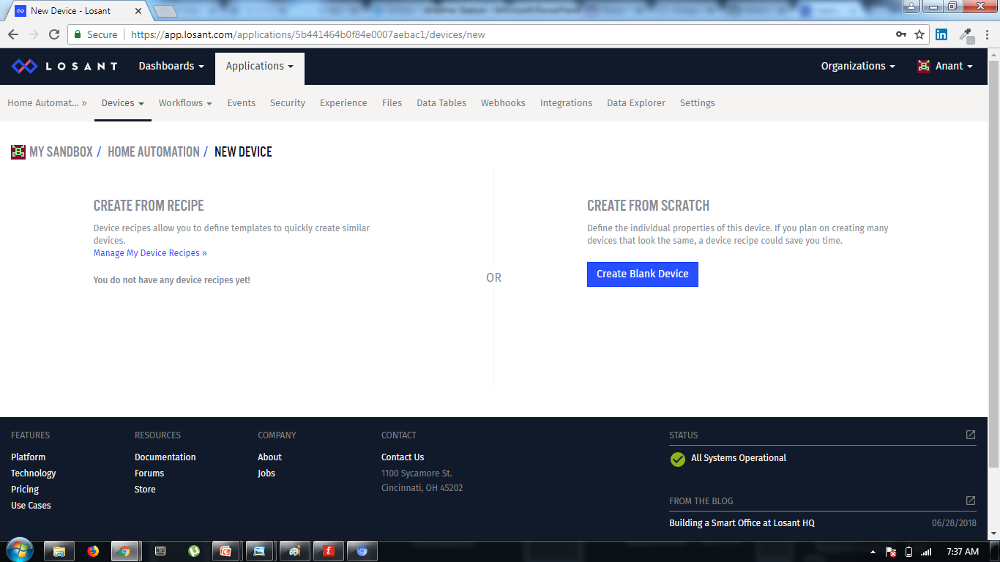 New Device - Losant
Secure
https://app.losant.com/applications/5b441464b0f84e0007aebac1/devices/new
LOSANT
Dashboards
Applications
Organizations
Anant
Home Automat... »
Devices
Workflows
Events
Security
Experience
Files
Data Tables
Webhooks
Integrations
Data Explorer
Settings
MY SANDBOX / HOME AUTOMATION / NEW DEVICE
CREATE FROM RECIPE
Device recipes allow you to define templates to quickly create similar
devices.
Manage My Device Recipes »
You do not have any device recipes yet!
OR
CREATE FROM SCRATCH
Define the individual properties of this device. If you plan on creating many
devices that look the same, a device recipe could save you time.
Create Blank Device
FEATURES
Platform
Technology
Pricing
Use Cases
RESOURCES
Documentation
Forums
Store
COMPANY
About
Jobs
CONTACT
Contact Us
1100 Sycamore St.
Cincinnati, OH 45202
STATUS
All Systems Operational
FROM THE BLOG
Building a Smart Office at Losant HQ
06/28/2018
7:37 AM